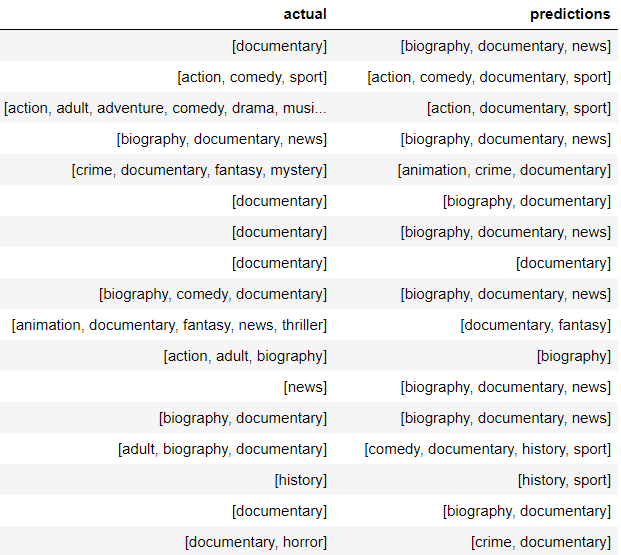 actual predictions
[documentary] [biography, documentary, news]
[action, comedy, sport] [action, comedy, documentary, sport]
[action, adult, adventure, comedy, drama, musi... [action, documentary, sport]
[biography, documentary, news] [biography, documentary, news]
[crime, documentary, fantasy, mystery] [animation, crime, documentary]
[documentary] [biography, documentary]
[documentary] [biography, documentary, news]
[documentary] [documentary]
[biography, comedy, documentary] [biography, documentary, news]
[animation, documentary, fantasy, news, thriller] [documentary, fantasy]
[action, adult, biography] [biography]
[news] [biography, documentary, news]
[biography, documentary] [biography, documentary, news]
[adult, biography, documentary] [comedy, documentary, history, sport]
[history] [history, sport]
[documentary] [biography, documentary]
[documentary, horror] [crime, documentary]